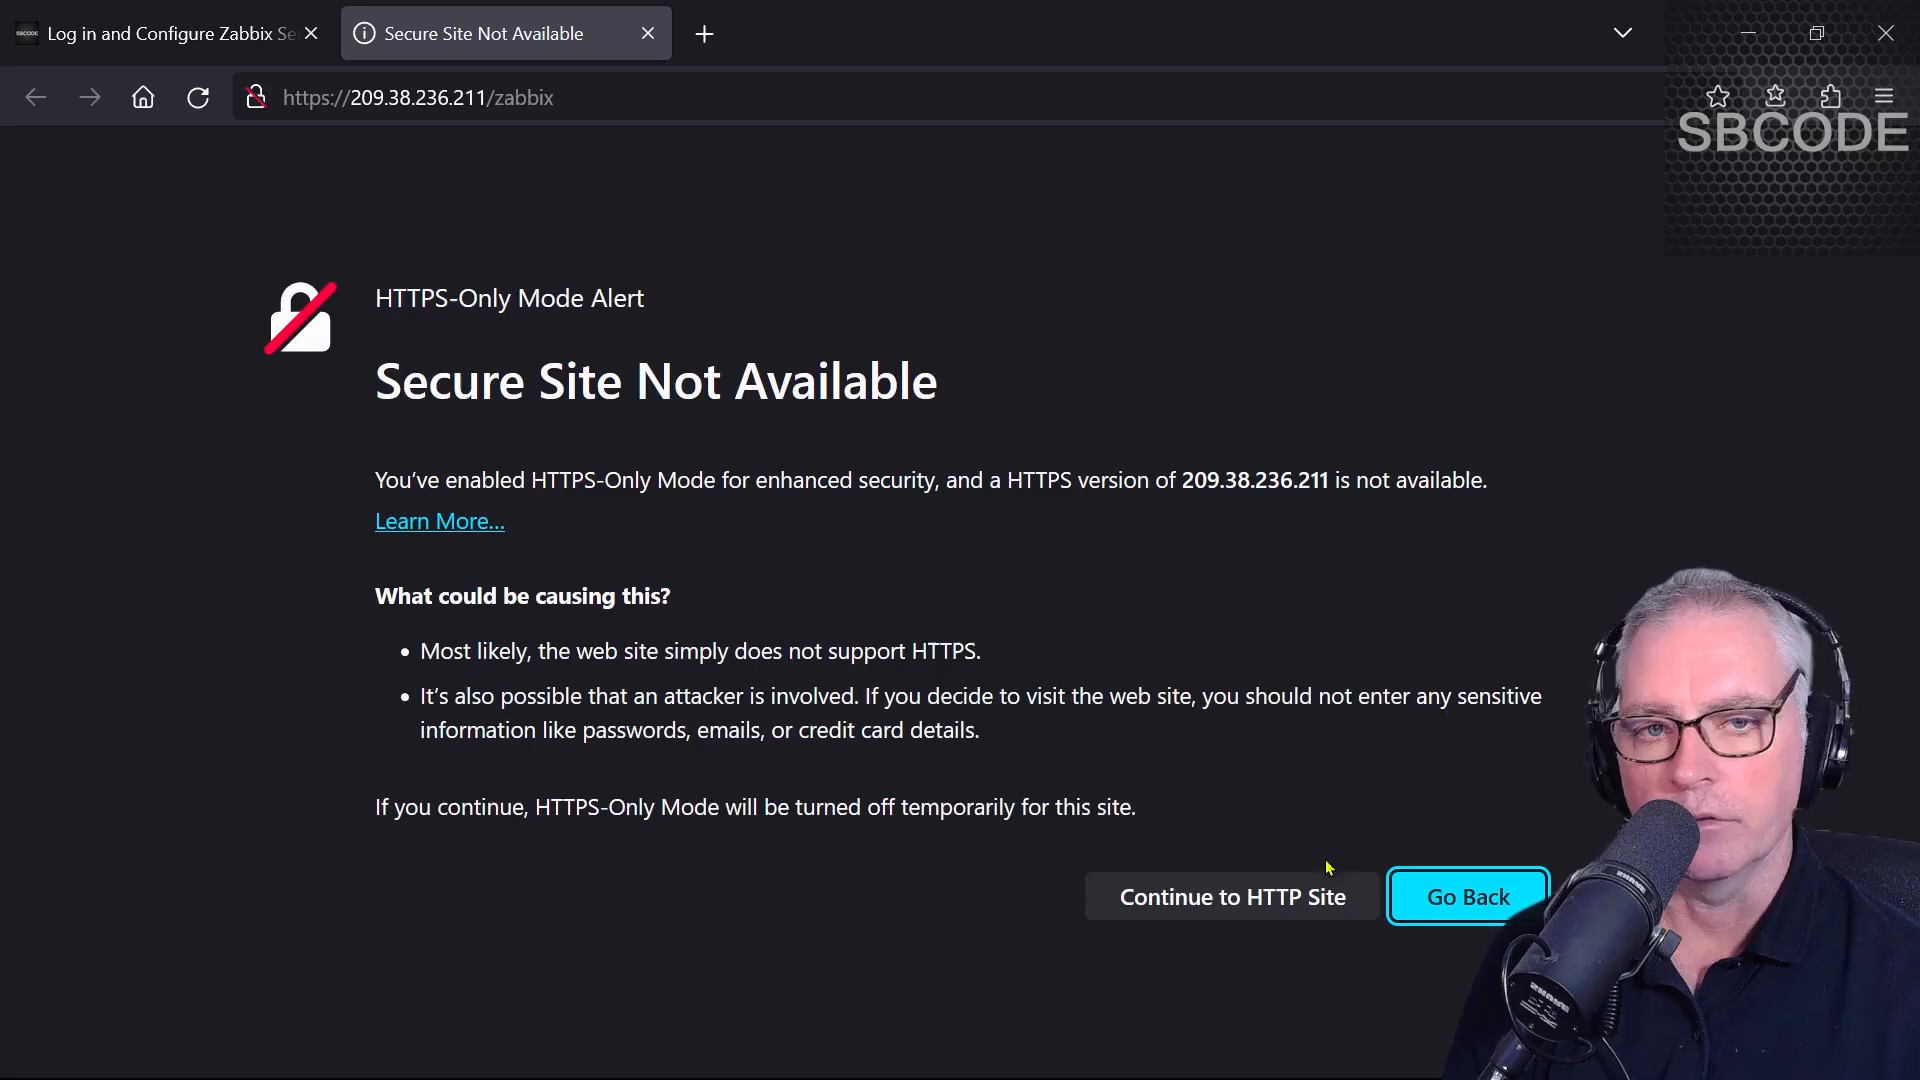 Log in and Configure Zabbix Se
Secure Site Not Available
https://209.38.236.211/zabbix
SBCODE
HTTPS-Only Mode Alert
Secure Site Not Available
You've enabled HTTPS-Only Mode for enhanced security, and a HTTPS version of 209.38.236.211 is not available.
Learn More…
What could be causing this?
• Most likely, the web site simply does not support HTTPS.
• It's also possible that an attacker is involved. If you decide to visit the web site, you should not enter any sensitive
information like passwords, emails, or credit card details.
If you continue, HTTPS-Only Mode will be turned off temporarily for this site.
Continue to HTTP Site
Go Back
SHURE